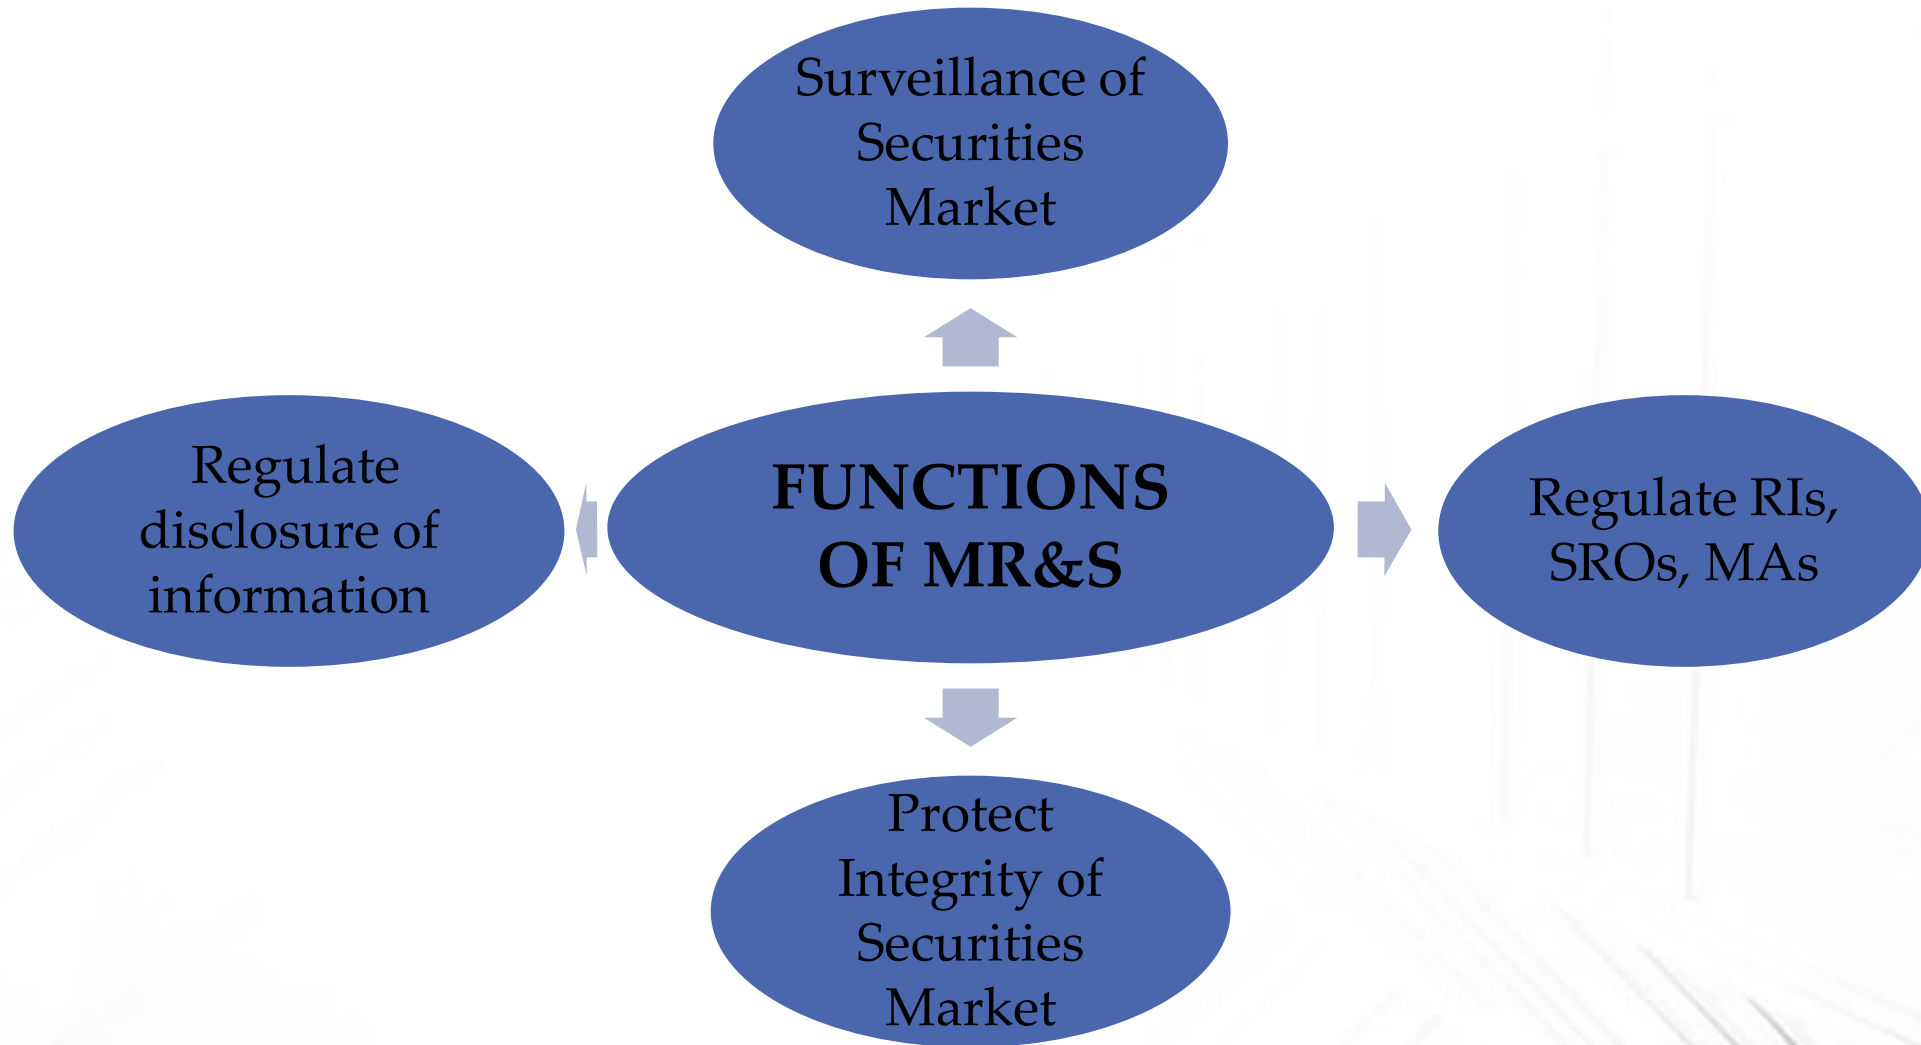 Surveillance of
Securities
Market
Regulate
disclosure of
information
FUNCTIONS
OF MR&S
Regulate RIs,
SROs, MAs
Protect
Integrity of
Securities
Market